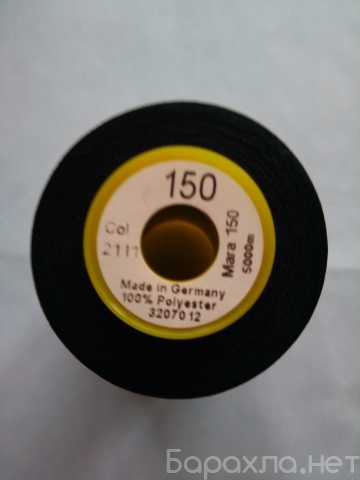 150
Col
2111
Mara 150
5000m
Made in Germany
100% Polyester
3207012
Барахла.нет